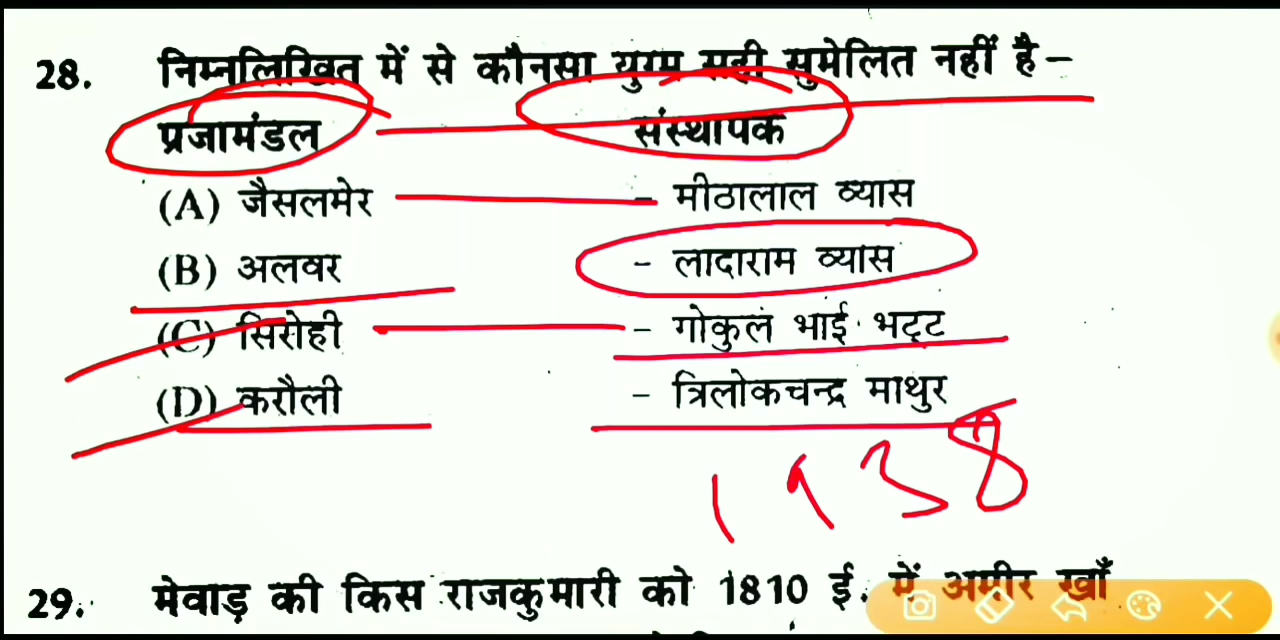 28. निम्नलिखित में से कौनसा युग्म सही सुमेलित नहीं है –
प्रजामंडल संस्थापक
(A) जैसलमेर – मीठालाल व्यास
(B) अलवर – लादाराम व्यास
(C) सिरोही – गोकुल भाई भट्ट
(D) करौली – त्रिलोकचन्द्र माथुर
1938
29. मेवाड़ की किस राजकुमारी को 1810 ई. में अमीर खाँ